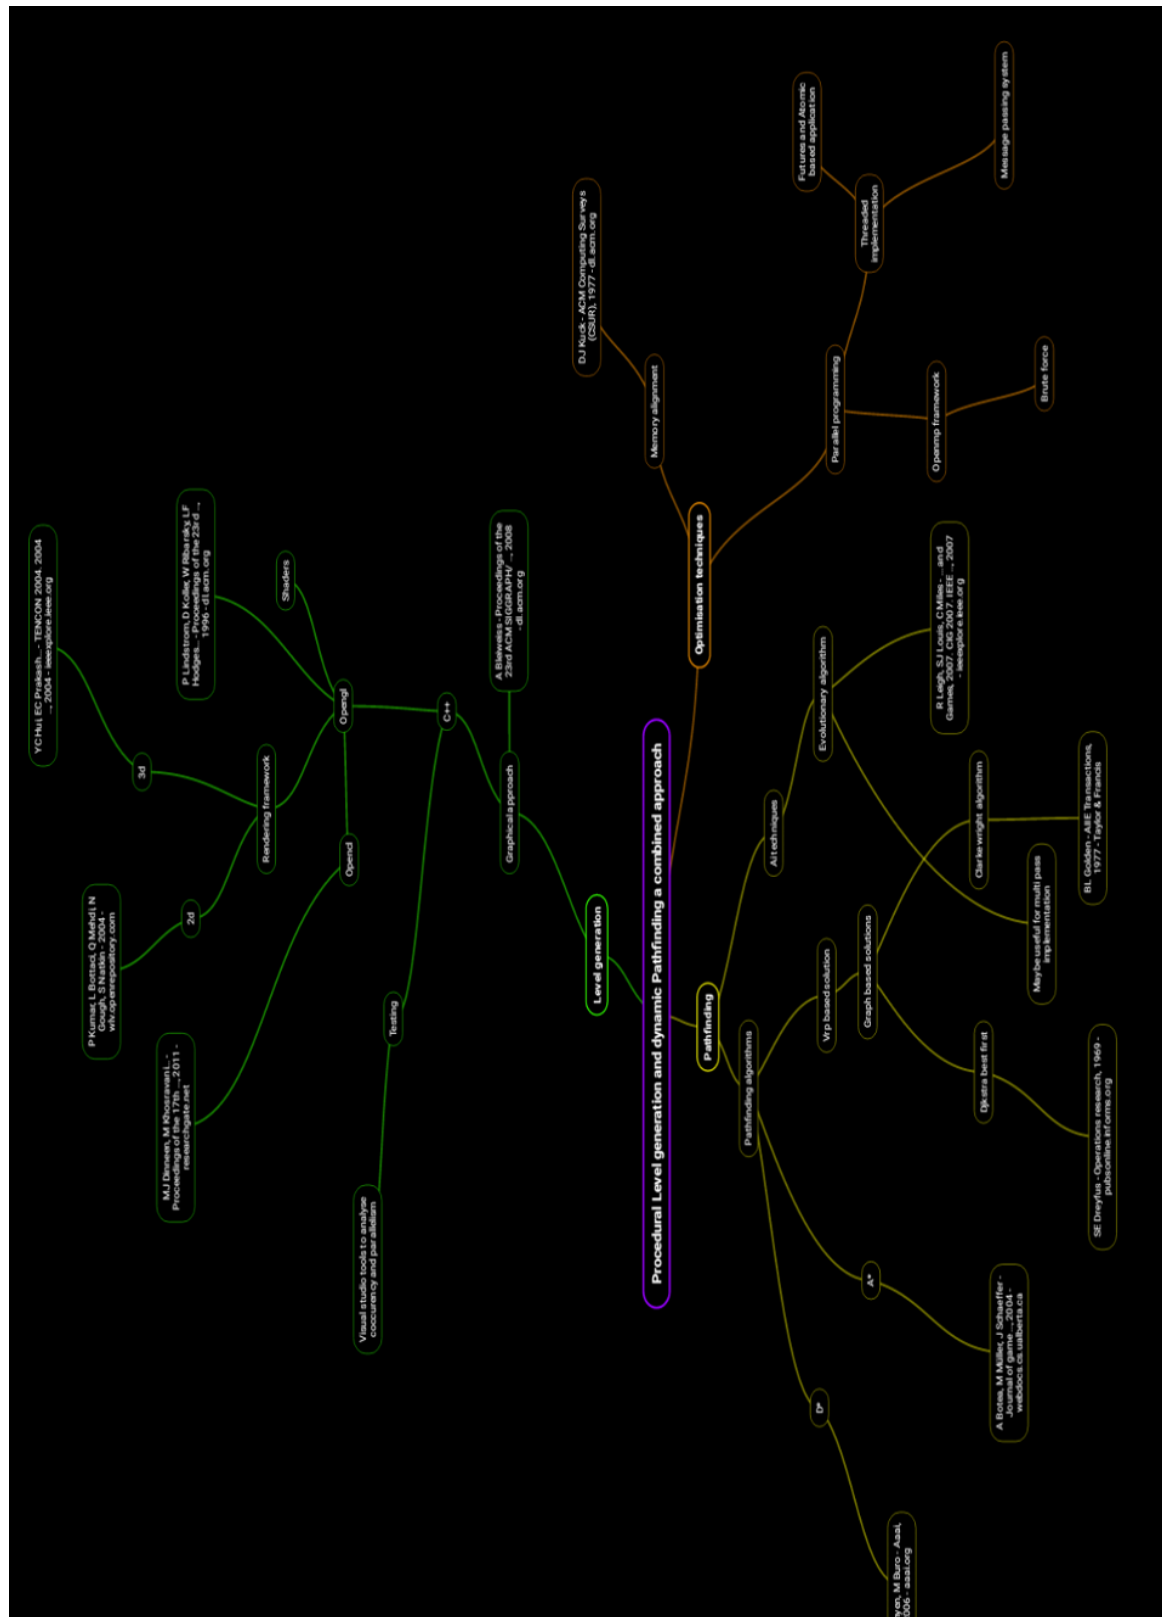 Procedural Level generation and dynamic Pathfinding a combined approach
Level generation
Graphical approach
A Bleiweiss - Proceedings of the
23rd ACM SIGGRAPH/ ..., 2008
- dl.acm.org
C++
Testing
Visual studio tools to analyse
coccurency and parallelism
Opengl
Shaders
P Lindstrom, D Koller, W Ribarsky, LF
Hodges... - Proceedings of the 23rd ...,
1996 - dl.acm.org
Rendering framework
3d
YC Hui, EC Prakash... - TENCON 2004. 2004
..., 2004 - ieeexplore.ieee.org
2d
P Kumar, L Bottaci, Q Mehdi, N
Gough, S Natkin - 2004 -
wlv.openrepository.com
Opencl
MJ Dinneen, M Khosravani... -
Proceedings of the 17th ..., 2011 -
researchgate.net
Optimisation techniques
Memory alignment
DJ Kuck - ACM Computing Surveys
(CSUR), 1977 - dl.acm.org
Parallel programming
Threaded
implementation
Futures and Atomic
based application
Message passing system
Openmp framework
Brute force
Pathfinding
Ai techniques
Evolutionary algorithm
R Leigh, SJ Louis, C Miles - ... and
Games, 2007. CIG 2007. IEEE ..., 2007
- ieeexplore.ieee.org
Maybe useful for multi pass
implementation
Pathfinding algorithms
Vrp based solution
Graph based solutions
Clarke wright algorithm
BL Golden - AIIE Transactions,
1977 - Taylor & Francis
Djkstra best first
SE Dreyfus - Operations research, 1969 -
pubsonline.informs.org
A*
A Botea, M Müller, J Schaeffer -
Journal of game ..., 2004 -
webdocs.cs.ualberta.ca
D*
M Buro - Aaai,
006 - aaai.org